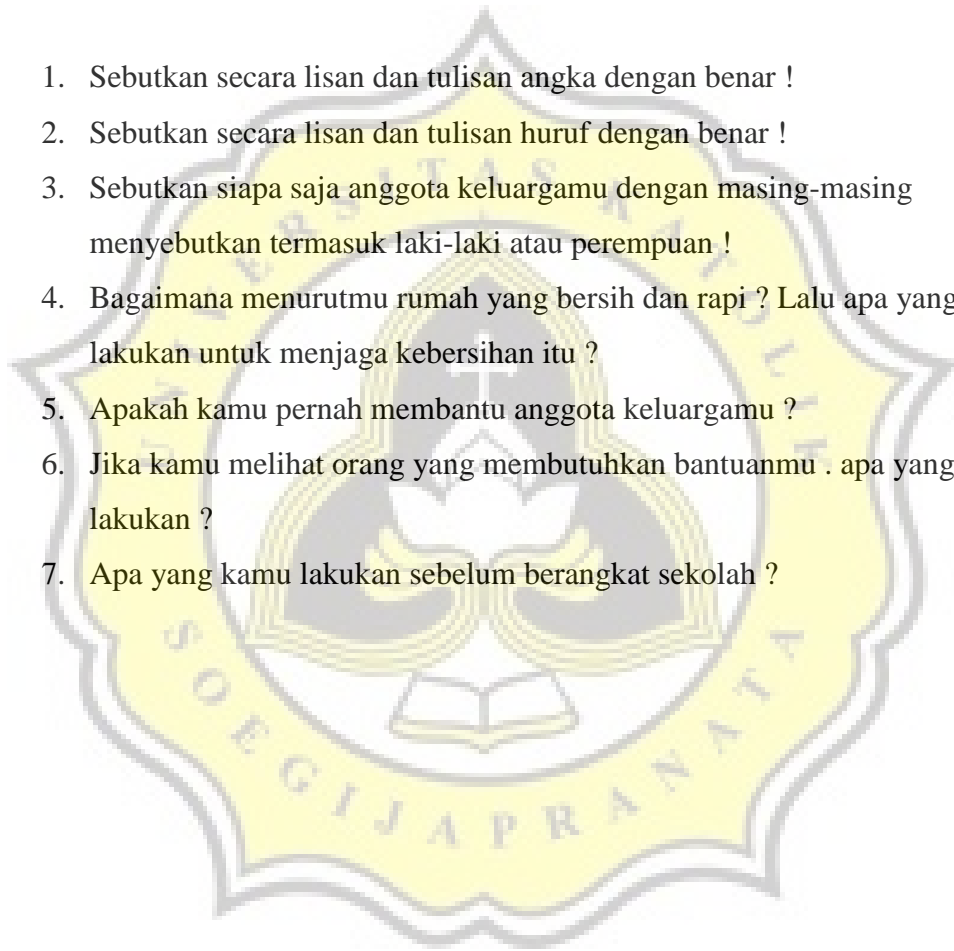 1. Sebutkan secara lisan dan tulisan angka dengan benar !
2. Sebutkan secara lisan dan tulisan huruf dengan benar !
3. Sebutkan siapa saja anggota keluargamu dengan masing-masing
menyebutkan termasuk laki-laki atau perempuan !
4. Bagaimana menurutmu rumah yang bersih dan rapi ? Lalu apa yang
lakukan untuk menjaga kebersihan itu ?
5. Apakah kamu pernah membantu anggota keluargamu ?
6. Jika kamu melihat orang yang membutuhkan bantuanmu . apa yang
lakukan ?
7. Apa yang kamu lakukan sebelum berangkat sekolah ?
UNIVERSITAS KATOLIK
SOEGIJAPRANATA